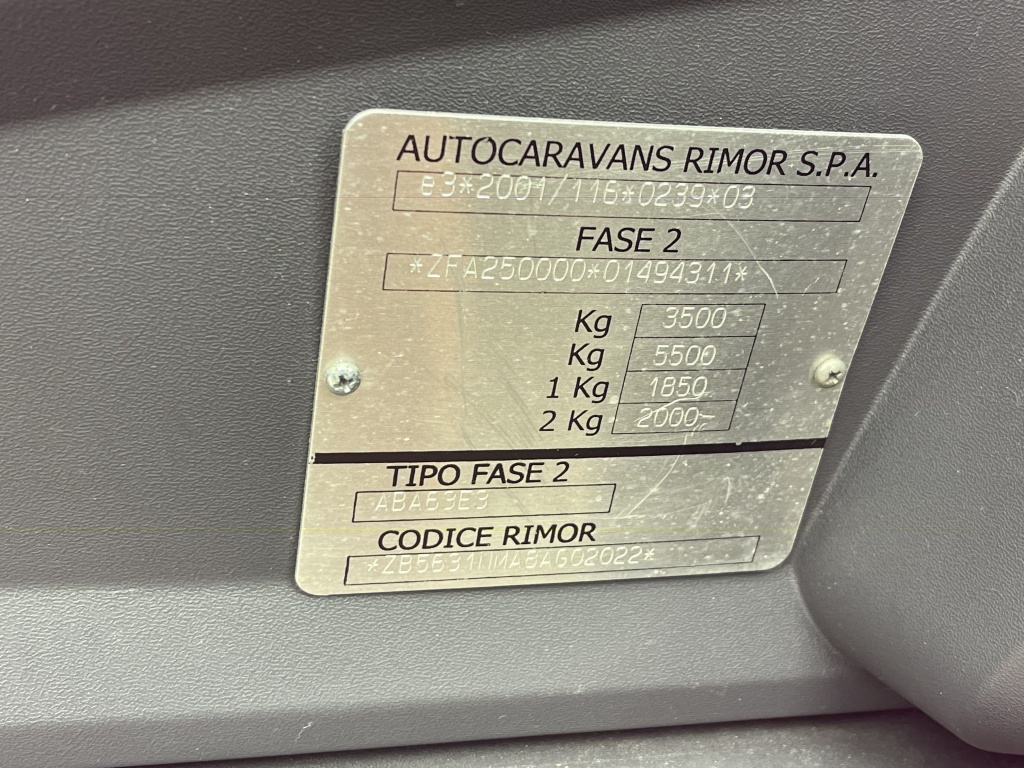 AUTOCARAVANS RIMOR S.P.A.
e3*2001/116*0239*03
FASE 2
*ZFA250000*01494311*
Kg 3500
Kg 5500
1 Kg 1850
2 Kg 2000-
TIPO FASE 2
ABA63E3
CODICE RIMOR